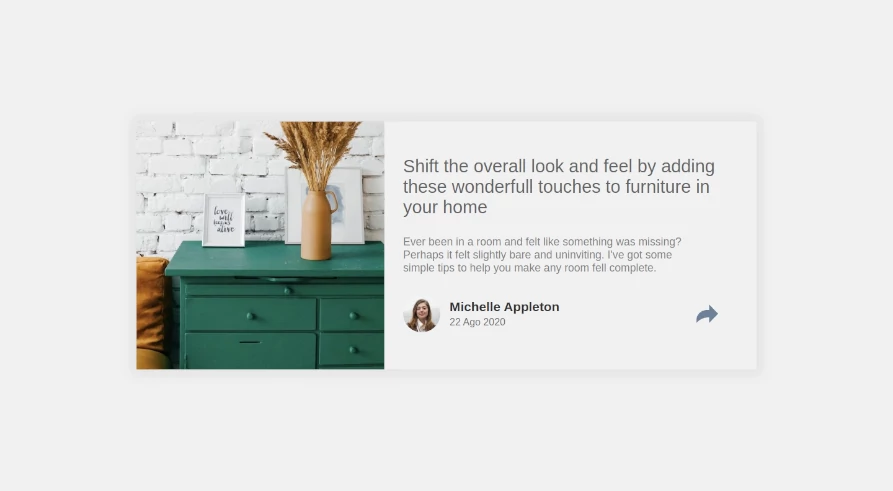 love
will
begins
alive
Shift the overall look and feel by adding
these wonderfull touches to furniture in
your home
Ever been in a room and felt like something was missing?
Perhaps it felt slightly bare and uninviting. I've got some
simple tips to help you make any room fell complete.
Michelle Appleton
22 Ago 2020